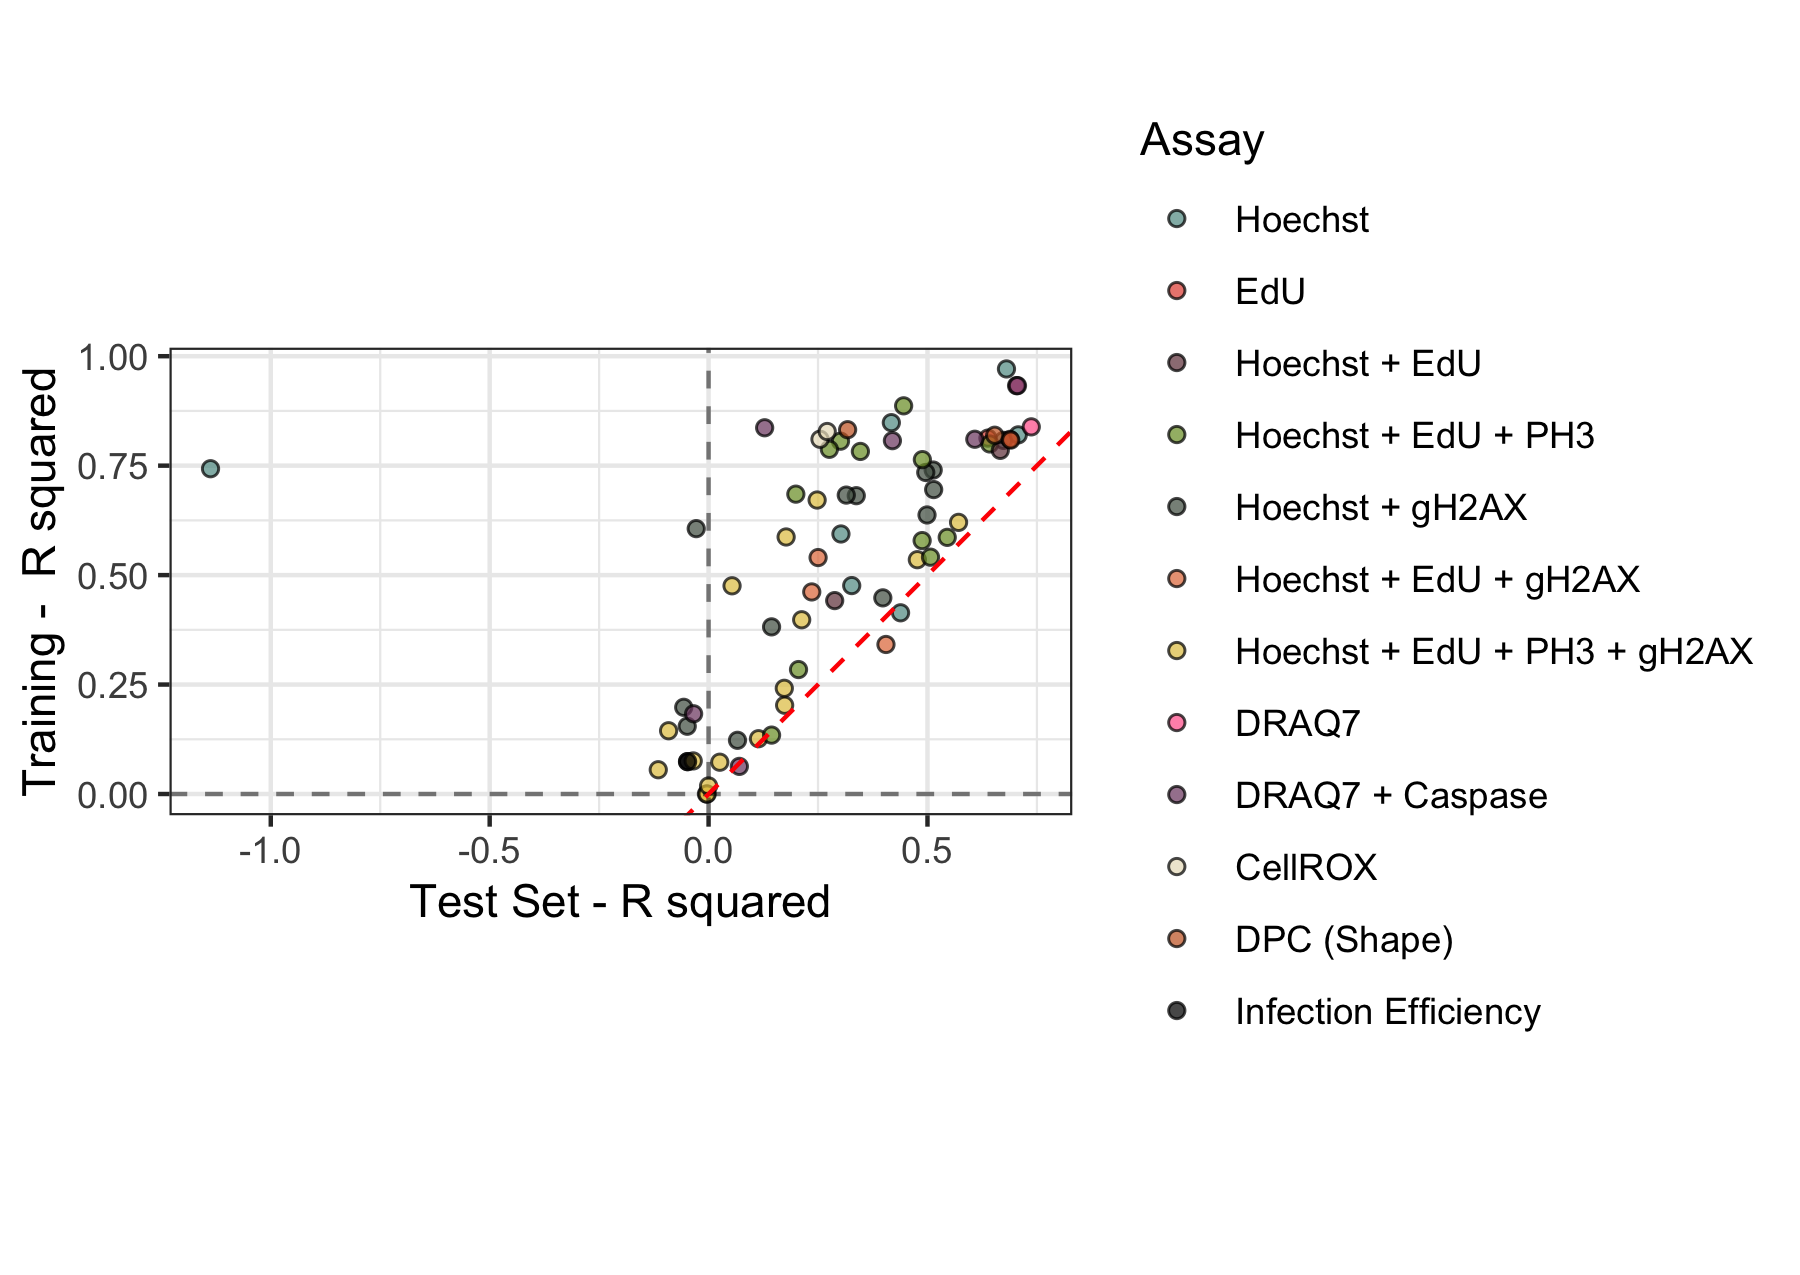 Assay
Hoechst
EdU
Hoechst + EdU
Hoechst + EdU + PH3
Hoechst + gH2AX
Hoechst + EdU + gH2AX
Hoechst + EdU + PH3 + gH2AX
DRAQ7
DRAQ7 + Caspase
CellROX
DPC (Shape)
Infection Efficiency
Training - R squared
1.00
0.75
0.50
0.25
0.00
-1.0
-0.5
0.0
0.5
Test Set - R squared